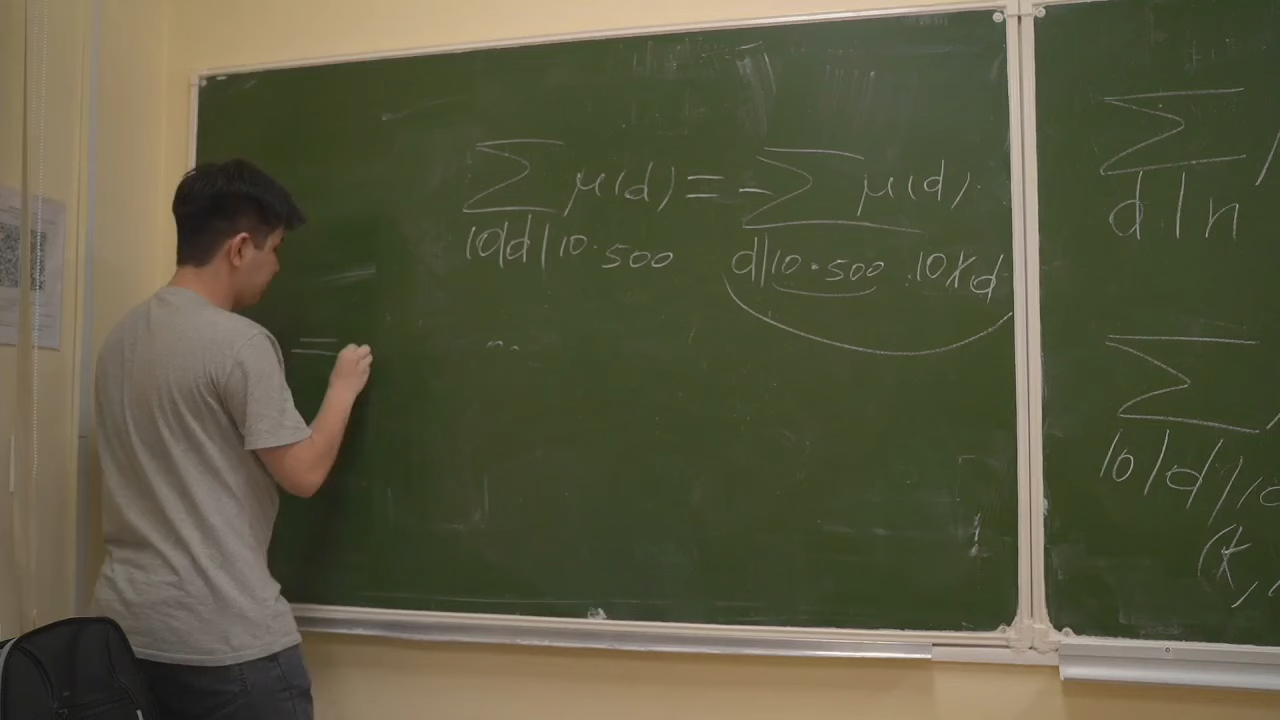 ∑ μ(d) = -∑ μ(d)
10|d|10·500 d|10·500 10∤d
=
∑
d|n
∑
10|d|10
(k,